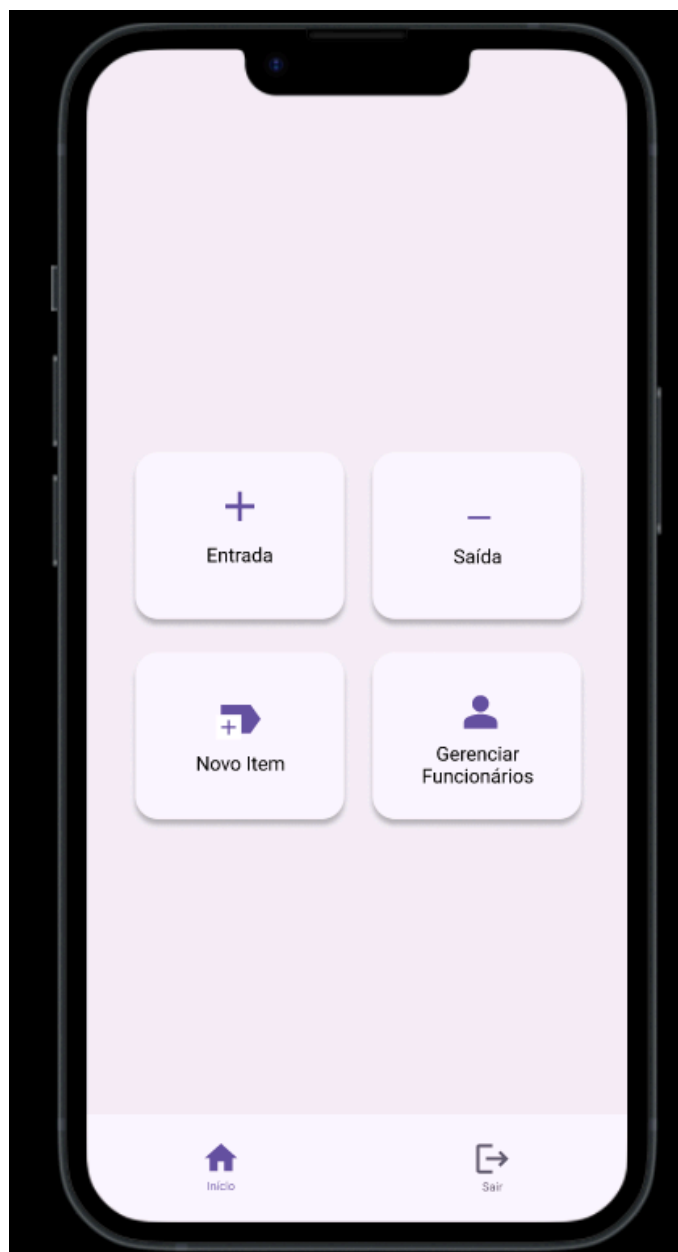 Entrada
Saída
Novo Item
Gerenciar
Funcionários
Início
Sair